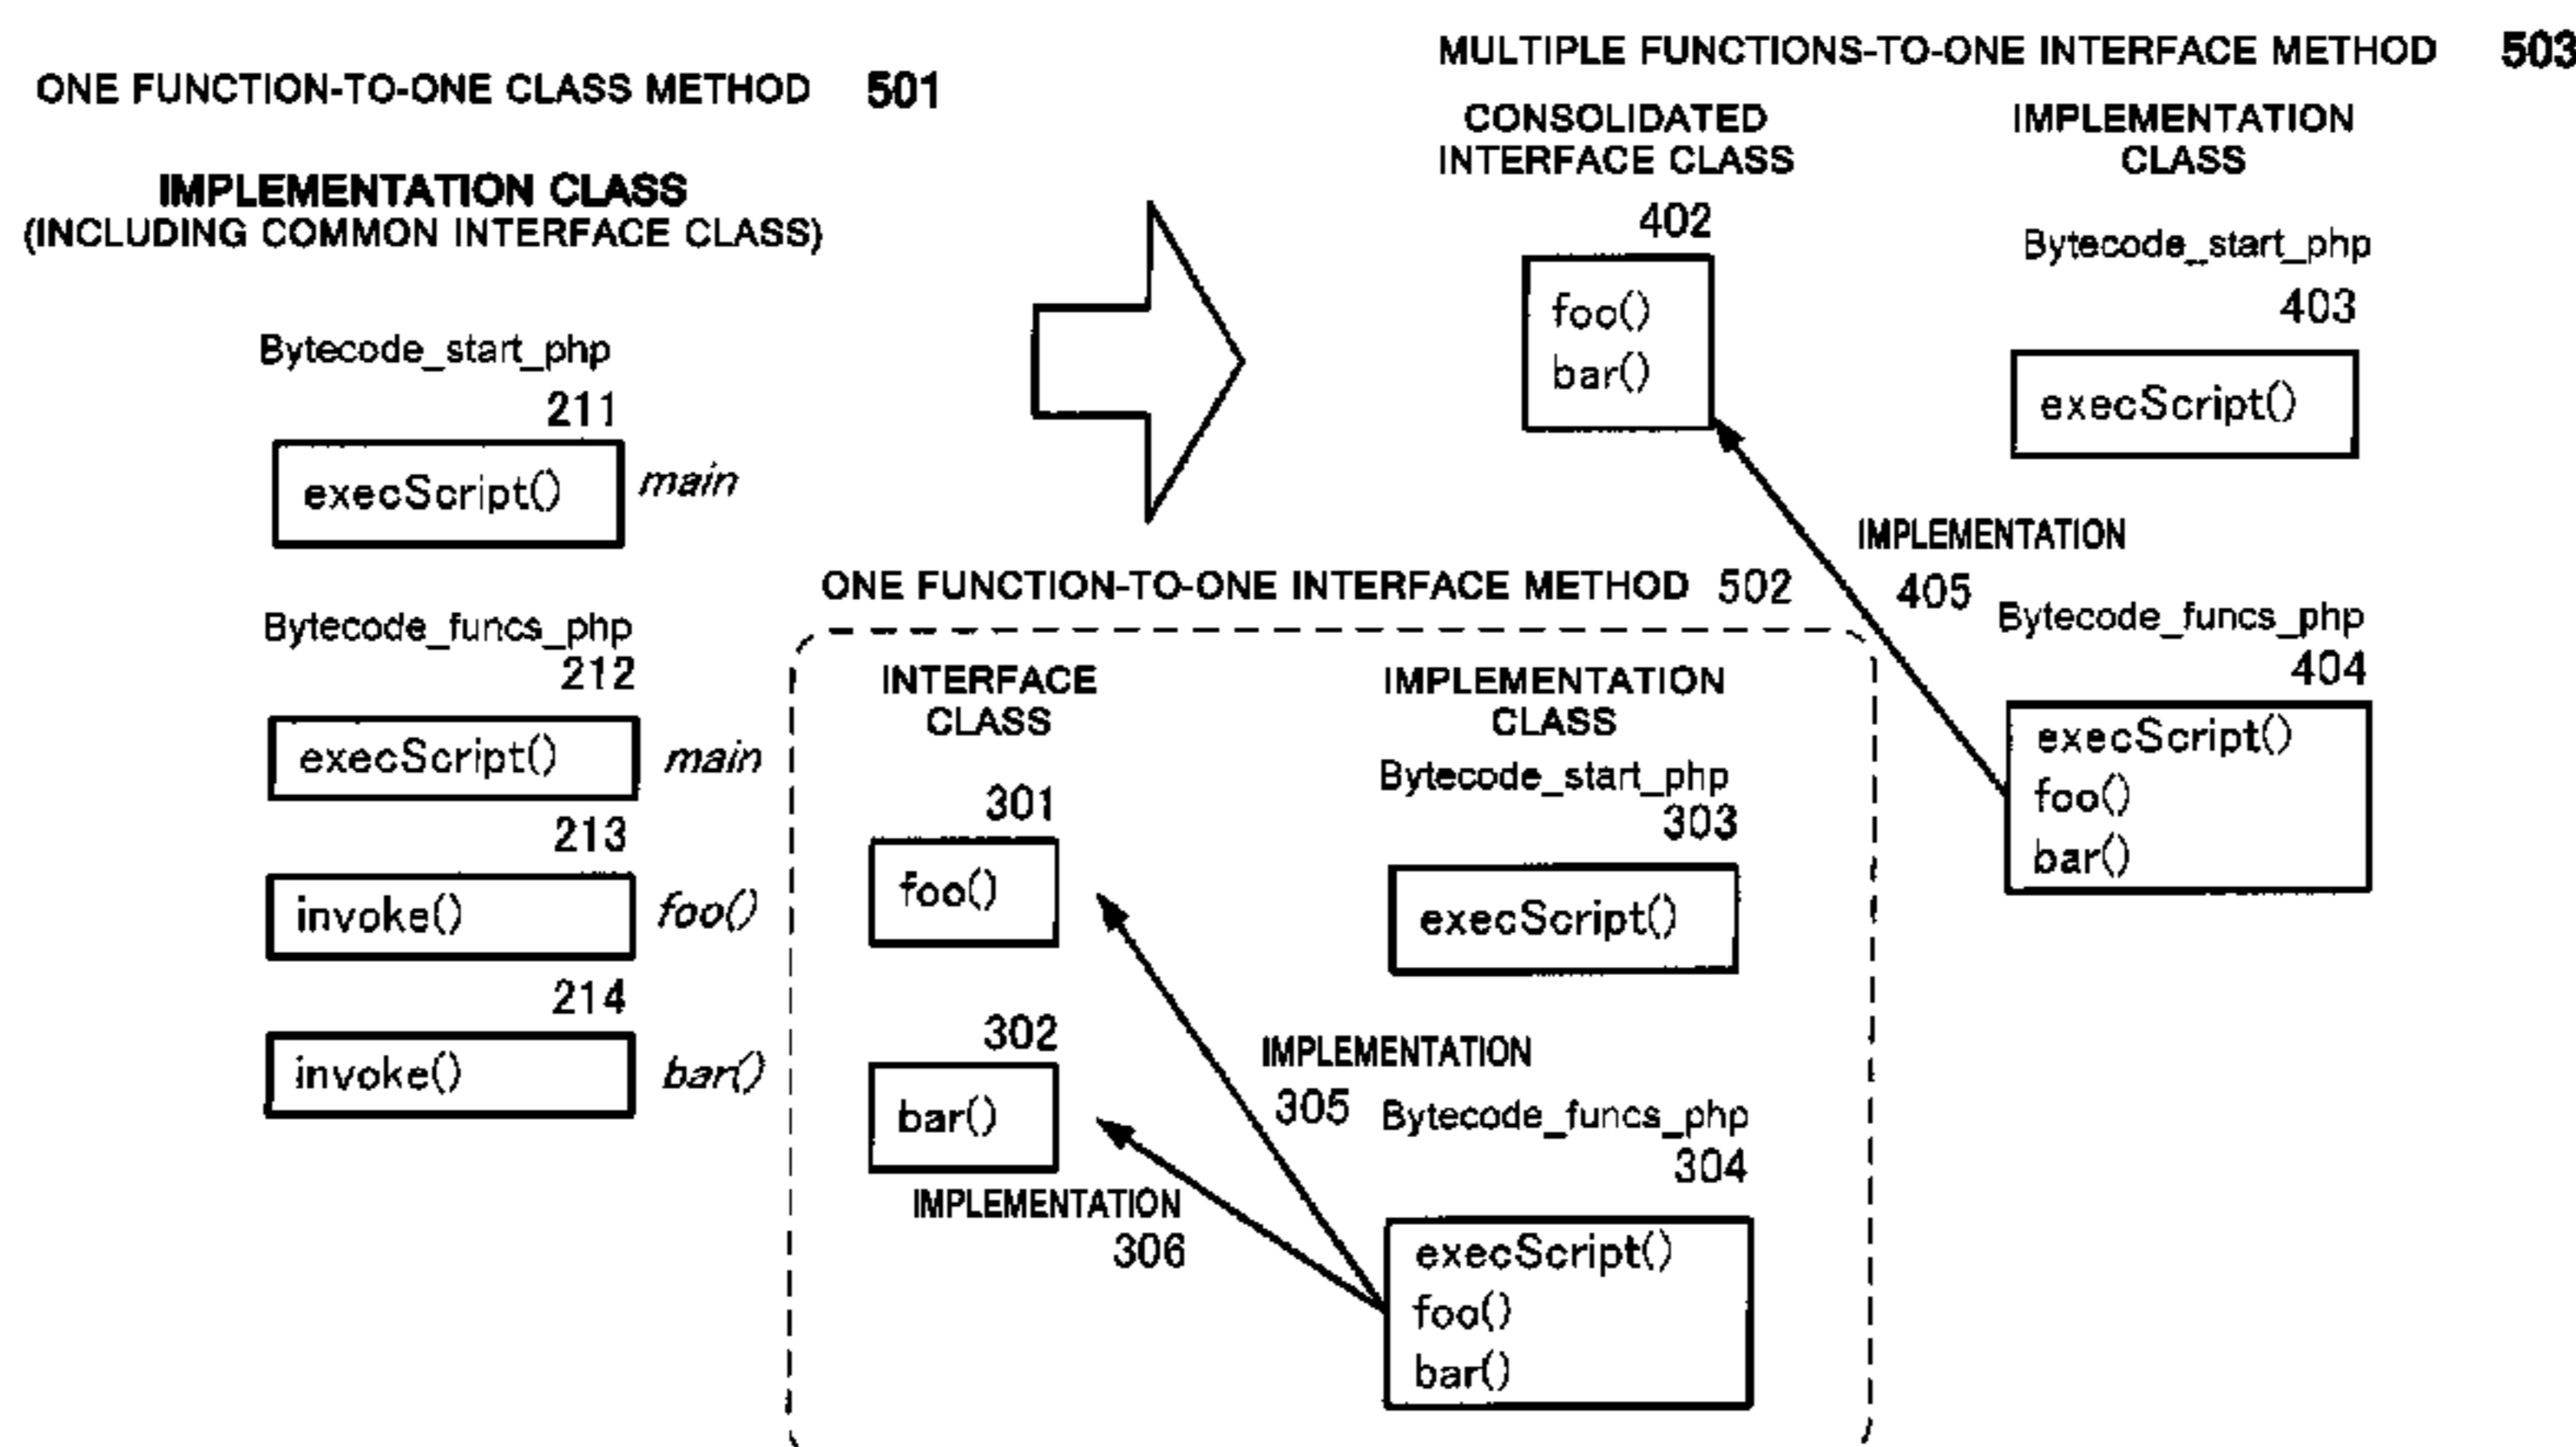 ONE FUNCTION-TO-ONE CLASS METHOD 501
IMPLEMENTATION CLASS
(INCLUDING COMMON INTERFACE CLASS)
Bytecode_start_php
211
execScript() main
Bytecode_funcs_php
212
execScript() main
213
invoke() foo()
214
invoke() bar()
ONE FUNCTION-TO-ONE INTERFACE METHOD 502
INTERFACE
CLASS
301
foo()
302
bar()
IMPLEMENTATION
306
IMPLEMENTATION
305
IMPLEMENTATION
CLASS
Bytecode_start_php
303
execScript()
Bytecode_funcs_php
304
execScript()
foo()
bar()
MULTIPLE FUNCTIONS-TO-ONE INTERFACE METHOD 503
CONSOLIDATED
INTERFACE CLASS
402
foo()
bar()
IMPLEMENTATION
405
IMPLEMENTATION
CLASS
Bytecode_start_php
403
execScript()
Bytecode_funcs_php
404
execScript()
foo()
bar()